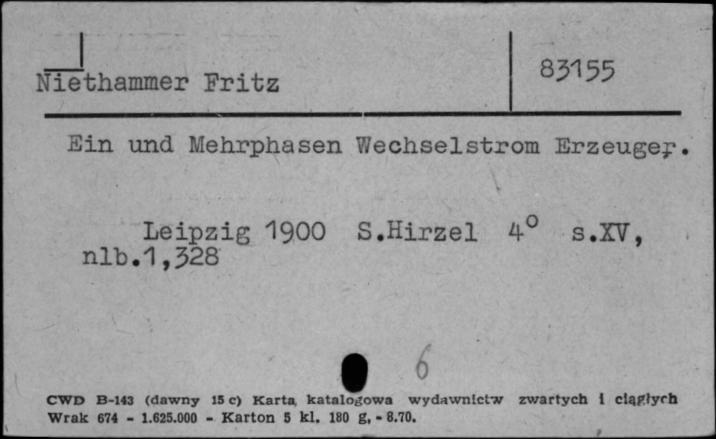 Niethammer Fritz
83155
Ein und Mehrphasen Wechselstrom Erzeuger.
Leipzig 1900 S.Hirzel 4° s.XV,
nlb.1,328
6
CWD B-143 (dawny 15 c) Karta katalogowa wydawnictw zwartych i ciągłych
Wrak 674 - 1.625.000 - Karton 5 kl. 180 g. - 8.70.